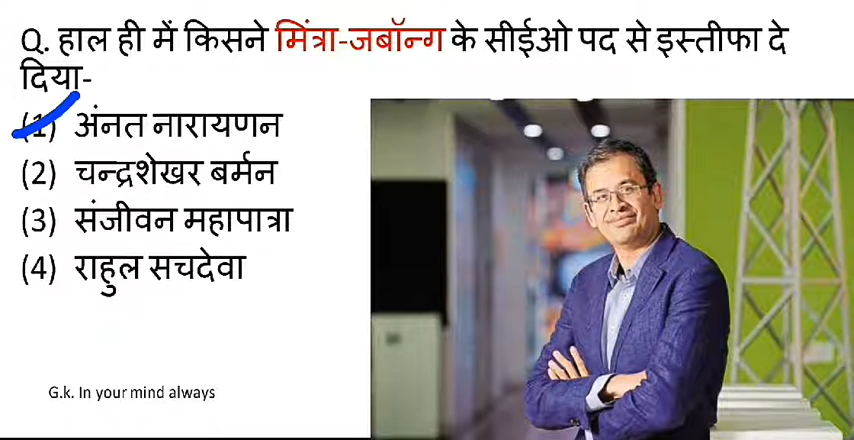 Q. हाल ही में किसने मिंत्रा-जबॉन्ग के सीईओ पद से इस्तीफा दे
दिया-
(1) अंनत नारायणन
(2) चन्द्रशेखर बर्मन
(3) संजीवन महापात्रा
(4) राहुल सचदेवा
G.k. In your mind always